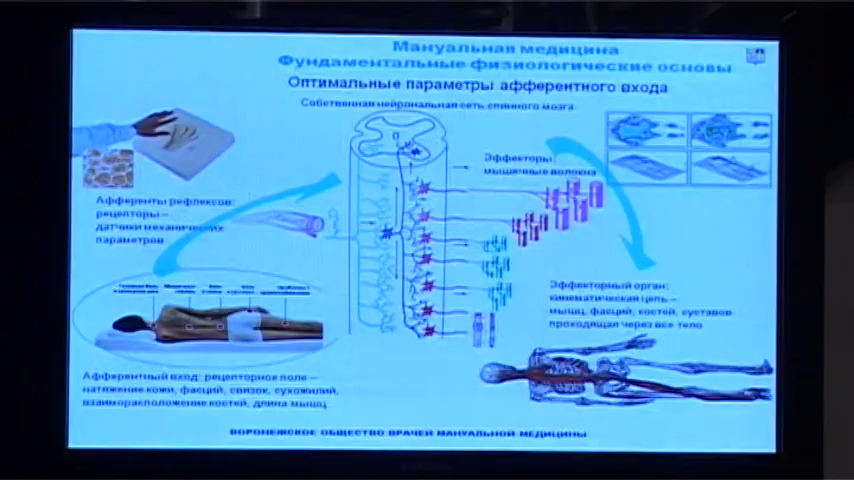 Мануальная медицина
Фундаментальные физиологические основы
Оптимальные параметры афферентного входа
Собственная нейрональная сеть спинного мозга
Эффекторы:
мышечные волокна
Афференты рефлексов:
рецепторы –
датчики механических
параметров
Эффекторный орган:
кинематическая цепь –
мышц, фасций, костей, суставов
проходящая через все тело
Афферентный вход: рецепторное поле –
натяжение кожи, фасций, связок, сухожилий,
взаиморасположение костей, длина мышц
ВОРОНЕЖСКОЕ ОБЩЕСТВО ВРАЧЕЙ МАНУАЛЬНОЙ МЕДИЦИНЫ